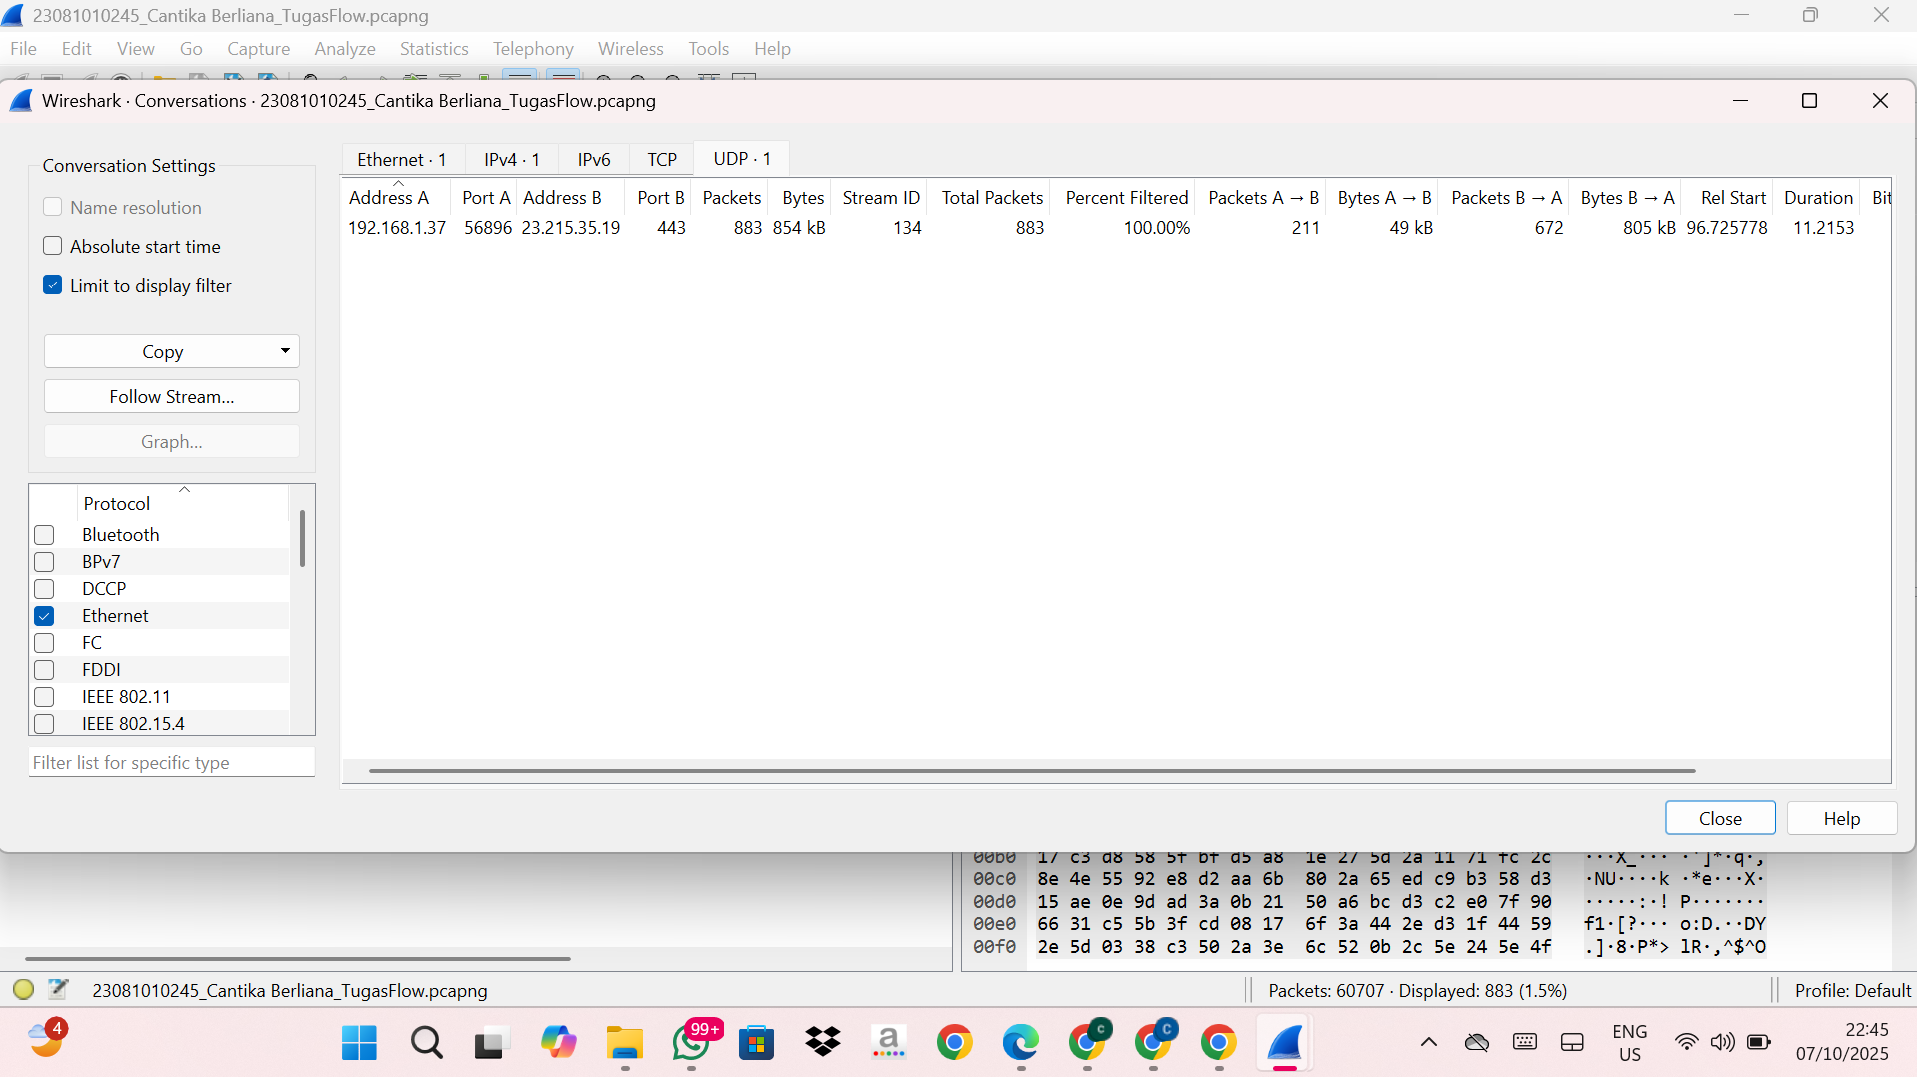 23081010245_Cantika Berliana_TugasFlow.pcapng
File Edit View Go Capture Analyze Statistics Telephony Wireless Tools Help
Wireshark · Conversations · 23081010245_Cantika Berliana_TugasFlow.pcapng
Conversation Settings
Name resolution
Absolute start time
Limit to display filter
Copy
Follow Stream...
Graph...
Protocol
Bluetooth
BPv7
DCCP
Ethernet
FC
FDDI
IEEE 802.11
IEEE 802.15.4
Filter list for specific type
Ethernet · 1 IPv4 · 1 IPv6 TCP UDP · 1
Address A Port A Address B Port B Packets Bytes Stream ID Total Packets Percent Filtered Packets A → B Bytes A → B Packets B → A Bytes B → A Rel Start Duration Bit
192.168.1.37 56896 23.215.35.19 443 883 854 kB 134 883 100.00% 211 49 kB 672 805 kB 96.725778 11.2153
Close Help
00b0 17 c3 d8 58 5f bf d5 a8 1e 27 5d 2a 11 71 fc 2c ···X_··· ·']*·q·,
00c0 8e 4e 55 92 e8 d2 aa 6b 80 2a 65 ed c9 b3 58 d3 ·NU····k ·*e···X·
00d0 15 ae 0e 9d ad 3a 0b 21 50 a6 bc d3 c2 e0 7f 90 ·····:·! P·······
00e0 66 31 c5 5b 3f cd 08 17 6f 3a 44 2e d3 1f 44 59 f1·[?··· o:D.··DY
00f0 2e 5d 03 38 c3 50 2a 3e 6c 52 0b 2c 5e 24 5e 4f .]·8·P*> lR·,^$^O
23081010245_Cantika Berliana_TugasFlow.pcapng
Packets: 60707 · Displayed: 883 (1.5%)
Profile: Default
4
99+
a
C
C
ENG
US
22:45
07/10/2025